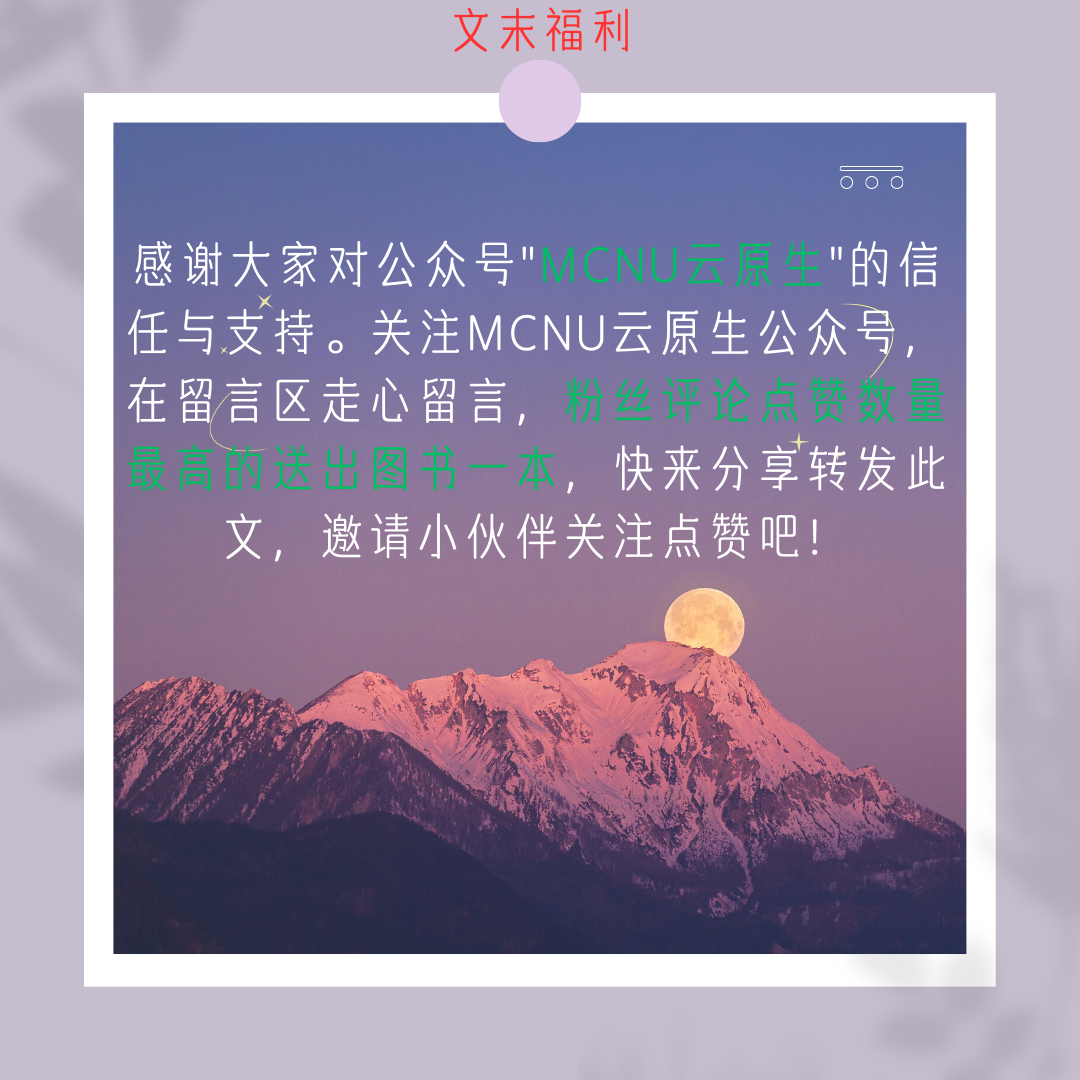 文末福利
感谢大家对公众号"MCNU云原生"的信
任与支持。关注MCNU云原生公众号，
在留言区走心留言，粉丝评论点赞数量
最高的送出图书一本，快来分享转发此
文，邀请小伙伴关注点赞吧！